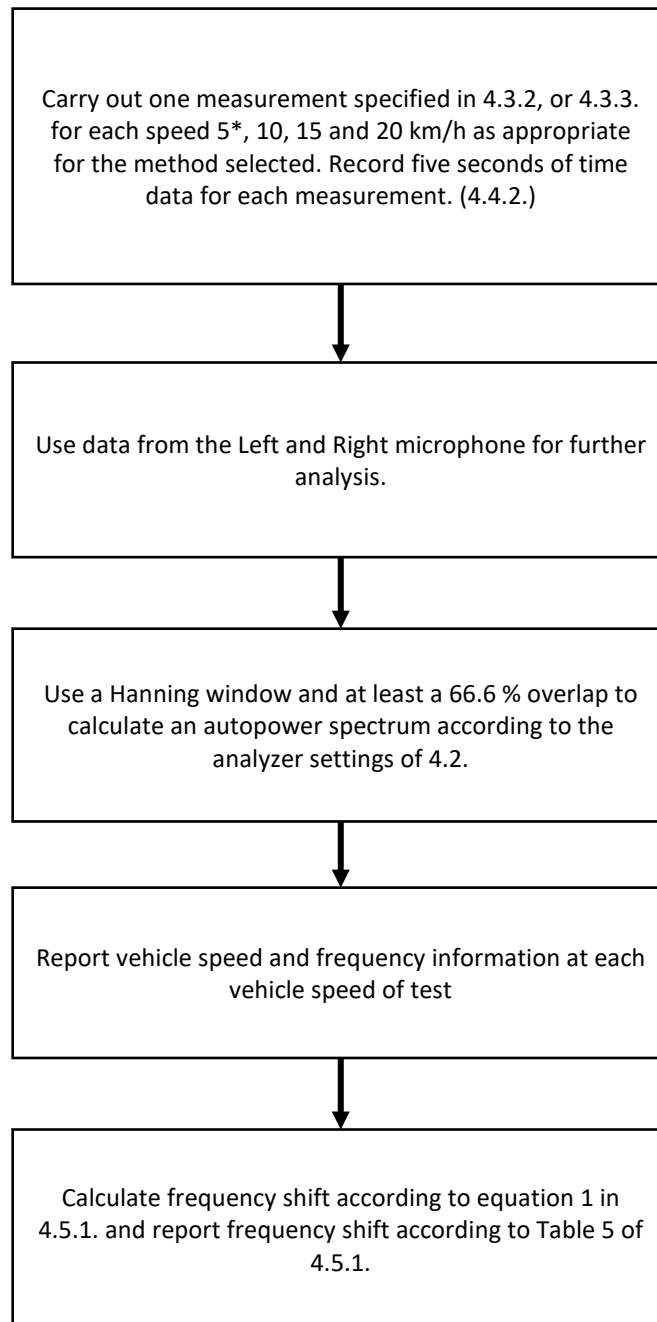 Carry out one measurement specified in 4.3.2, or 4.3.3.
for each speed 5*, 10, 15 and 20 km/h as appropriate
for the method selected. Record five seconds of time
data for each measurement. (4.4.2.)
Use data from the Left and Right microphone for further
analysis.
Use a Hanning window and at least a 66.6 % overlap to
calculate an autopower spectrum according to the
analyzer settings of 4.2.
Report vehicle speed and frequency information at each
vehicle speed of test
Calculate frequency shift according to equation 1 in
4.5.1. and report frequency shift according to Table 5 of
4.5.1.